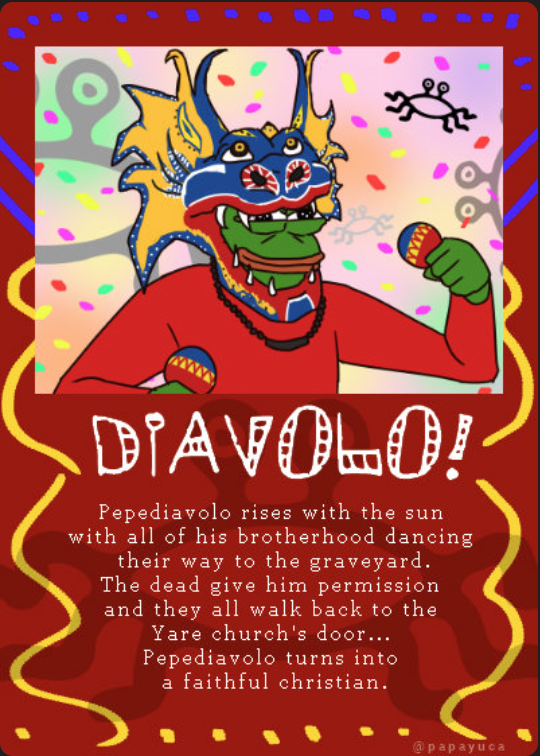 DiAVOLO!
Pepediavolo rises with the sun
with all of his brotherhood dancing
their way to the graveyard.
The dead give him permission
and they all walk back to the
Yare church's door...
Pepediavolo turns into
a faithful christian.
@papayuca